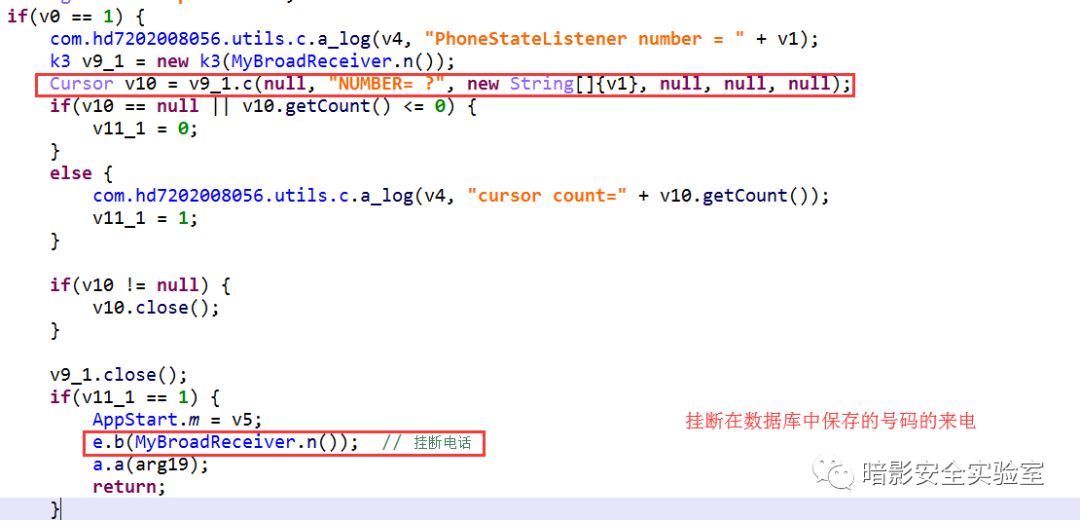 if(v0 == 1) {
com.hd7202008056.utils.c.a_log(v4, "PhoneStateListener number = " + v1);
k3 v9_1 = new k3(MyBroadReceiver.n());
Cursor v10 = v9_1.c(null, "NUMBER= ?", new String[]{v1}, null, null, null);
if(v10 == null || v10.getCount() <= 0) {
v11_1 = 0;
}
else {
com.hd7202008056.utils.c.a_log(v4, "cursor count=" + v10.getCount());
v11_1 = 1;
}
if(v10 != null) {
v10.close();
}
v9_1.close();
if(v11_1 == 1) {
AppStart.m = v5;
挂断在数据库中保存的号码的来电
e.b(MyBroadReceiver.n()); // 挂断电话
a.a(arg19);
暗影安全实验室
return;
}